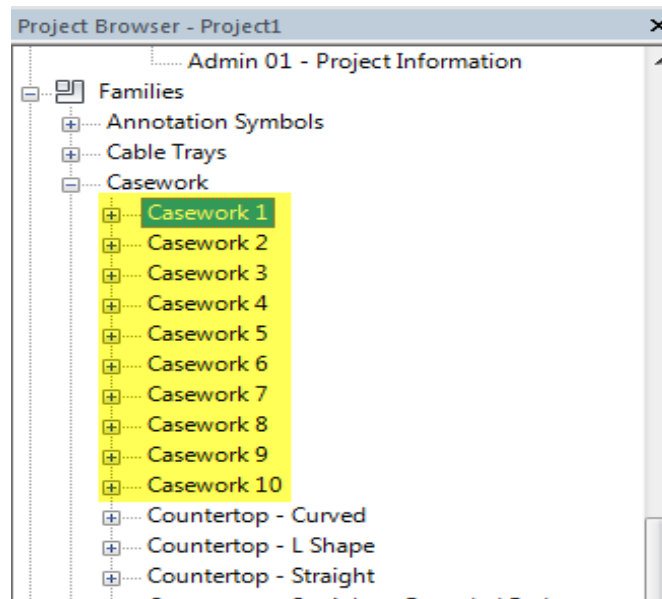 Project Browser - Project1
Admin 01 - Project Information
Families
Annotation Symbols
Cable Trays
Casework
Casework 1
Casework 2
Casework 3
Casework 4
Casework 5
Casework 6
Casework 7
Casework 8
Casework 9
Casework 10
Countertop - Curved
Countertop - L Shape
Countertop - Straight